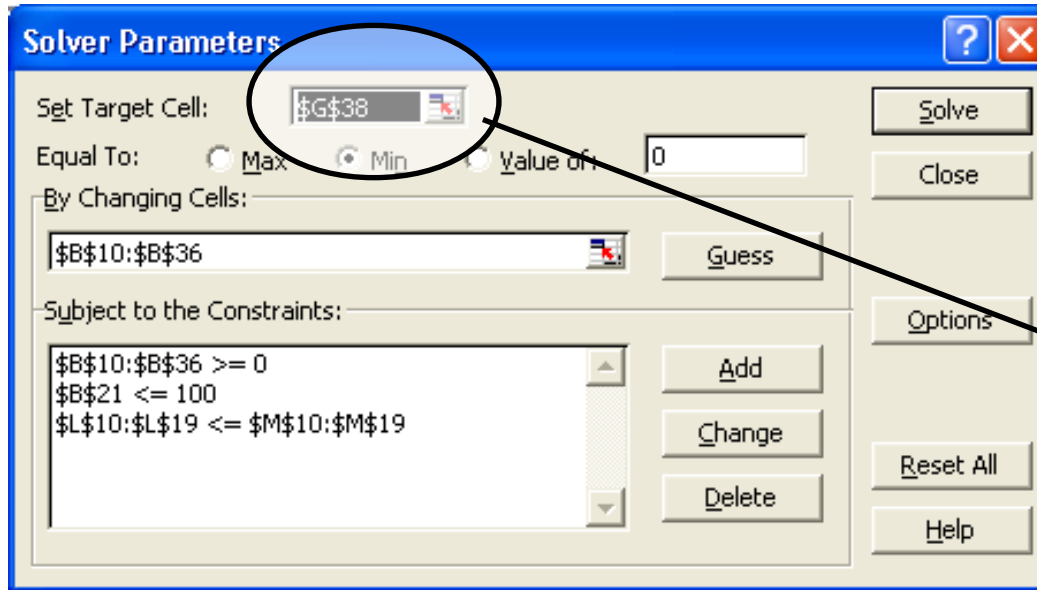 Solver Parameters
?
Set Target Cell: $G$38
Solve
Equal To: Max Min Value of: 0
Close
By Changing Cells:
$B$10:$B$36
Guess
Subject to the Constraints:
Options
$B$10:$B$36 >= 0
$B$21 <= 100
$L$10:$L$19 <= $M$10:$M$19
Add
Change
Reset All
Delete
Help